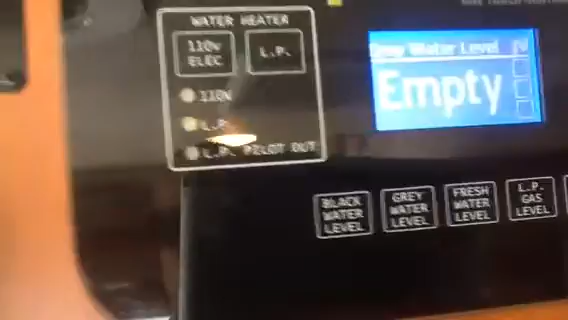 WATER HEATER
110V
ELEC
L.P.
110V
L.P.
L.P. PILOT OUT
Grey Water Level
Empty
BLACK
WATER
LEVEL
GREY
WATER
LEVEL
FRESH
WATER
LEVEL
L.P.
GAS
LEVEL